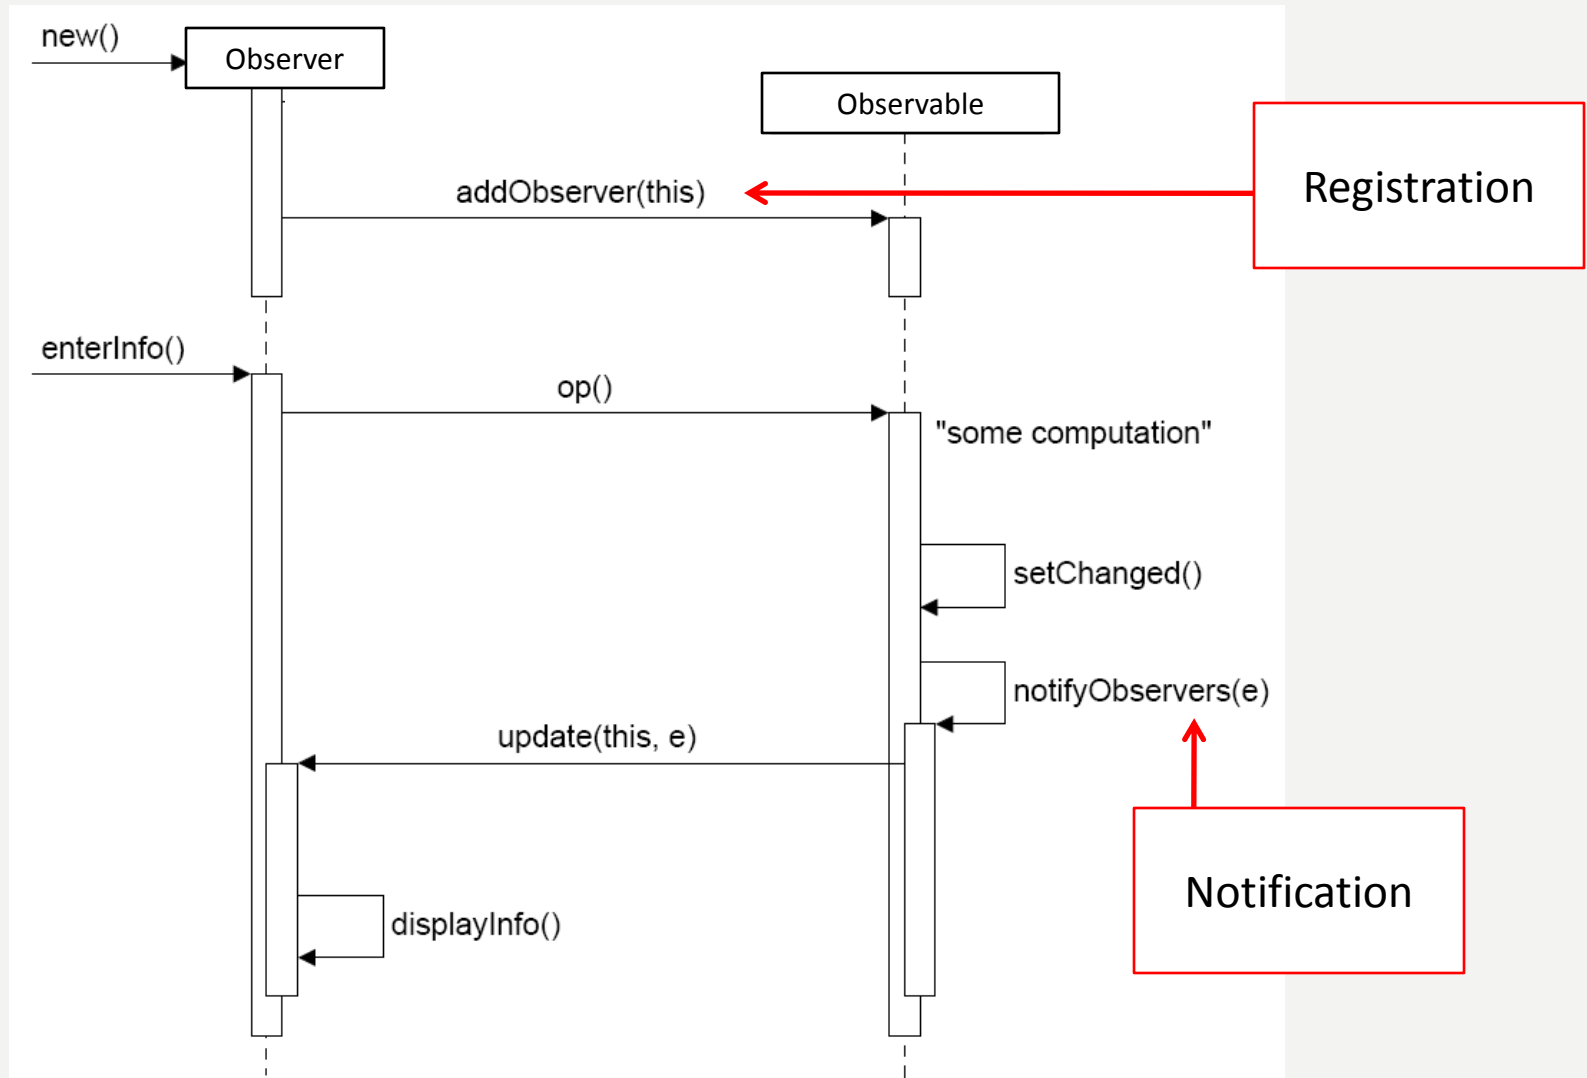 new()
Observer
Observable
addObserver(this)
Registration
enterInfo()
op()
"some computation"
setChanged()
notifyObservers(e)
update(this, e)
Notification
displayInfo()